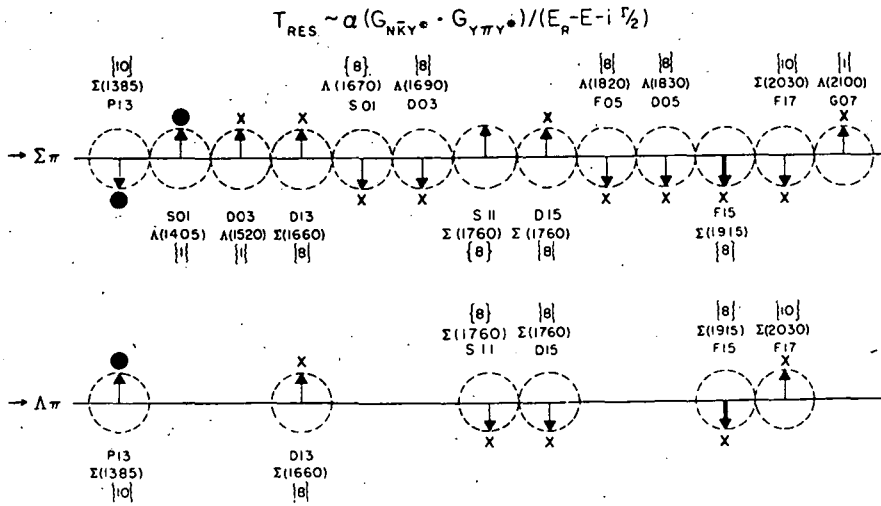 T_RES. ~ α (G_NK̄Y* · G_YπY*)/(E_R-E-i Γ/2)
{10} {8} {8} {8} {8} {10} {1}
Σ(1385) Λ(1670) Λ(1690) Λ(1820) Λ(1830) Σ(2030) Λ(2100)
P13 S01 D03 F05 D05 F17 G07
X X X X
→ Σπ
X X X X X X
S01 D03 D13 S11 D15 F15
Λ(1405) Λ(1520) Σ(1660) Σ(1760) Σ(1760) Σ(1915)
{1} {1} {8} {8} {8} {8}
{8} {8} {8} {10}
Σ(1760) Σ(1760) Σ(1915) Σ(2030)
S11 D15 F15 F17
X X
→ Λπ
X X X
P13 D13
Σ(1385) Σ(1660)
{10} {8}